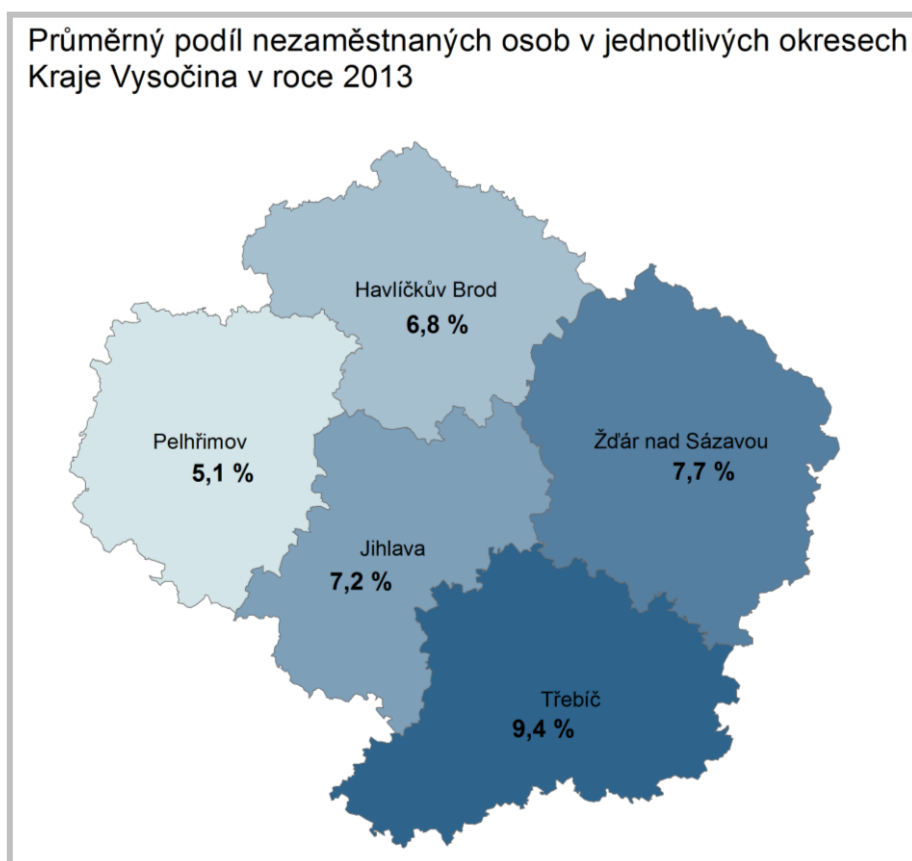 Průměrný podíl nezaměstnaných osob v jednotlivých okresech
Kraje Vysočina v roce 2013
Havlíčkův Brod
6,8 %
Pelhřimov
5,1 %
Žďár nad Sázavou
7,7 %
Jihlava
7,2 %
Třebíč
9,4 %